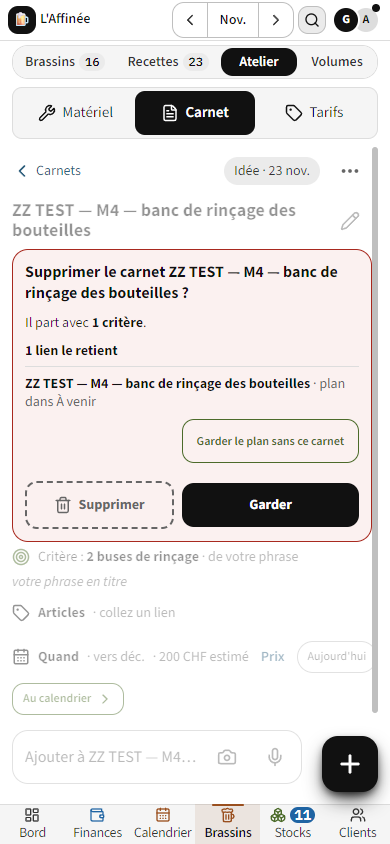 L'Affinée
Nov.
G
A
Brassins 16
Recettes 23
Atelier
Volumes
Matériel
Carnet
Tarifs
Carnets
Idée · 23 nov.
ZZ TEST — M4 — banc de rinçage des
bouteilles
Supprimer le carnet ZZ TEST — M4 — banc de
rinçage des bouteilles ?
Il part avec 1 critère.
1 lien le retient
ZZ TEST — M4 — banc de rinçage des bouteilles · plan
dans À venir
Garder le plan sans ce carnet
Supprimer
Garder
Critère : 2 buses de rinçage · de votre phrase
votre phrase en titre
Articles · collez un lien
Quand · vers déc. · 200 CHF estimé Prix Aujourd'hui
Au calendrier
Ajouter à ZZ TEST — M4…
Bord
Finances
Calendrier
Brassins
11
Stocks
Clients